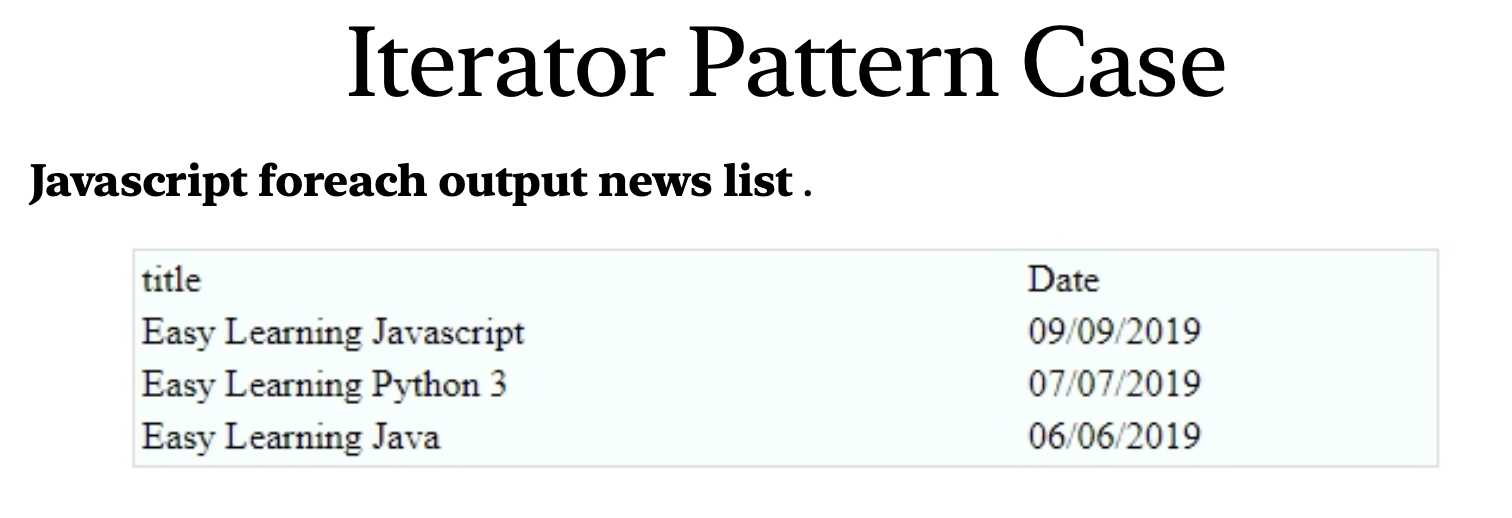 Iterator Pattern Case
Javascript foreach output news list .
title Date
Easy Learning Javascript 09/09/2019
Easy Learning Python 3 07/07/2019
Easy Learning Java 06/06/2019